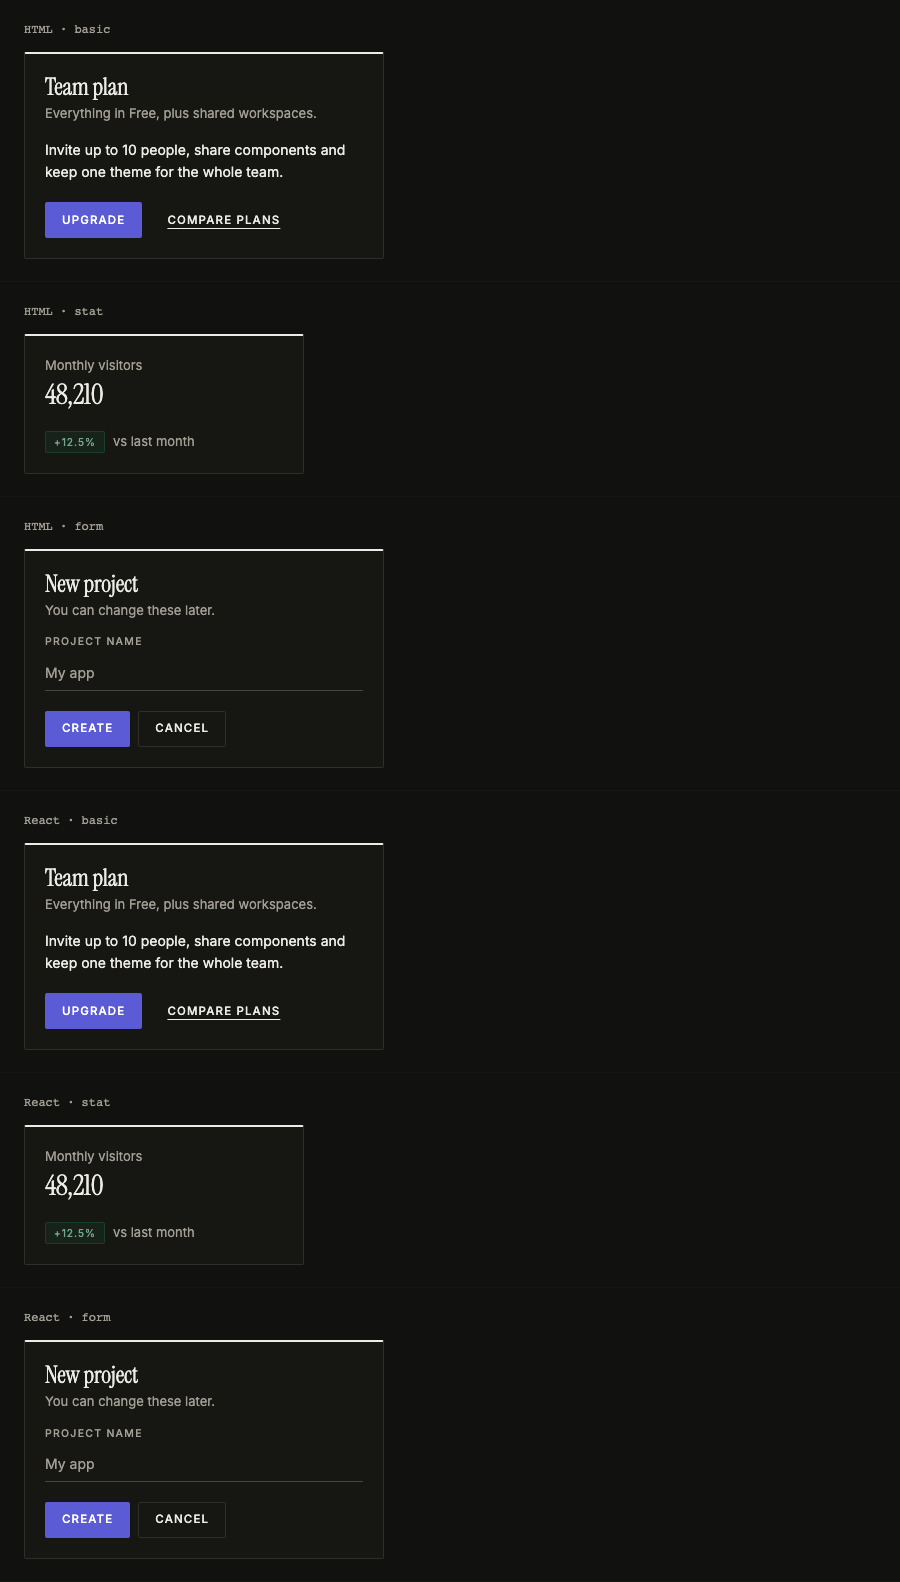 HTML · basic
Team plan
Everything in Free, plus shared workspaces.
Invite up to 10 people, share components and
keep one theme for the whole team.
UPGRADE COMPARE PLANS
HTML · stat
Monthly visitors
48,210
+12.5% vs last month
HTML · form
New project
You can change these later.
PROJECT NAME
My app
CREATE CANCEL
React · basic
Team plan
Everything in Free, plus shared workspaces.
Invite up to 10 people, share components and
keep one theme for the whole team.
UPGRADE COMPARE PLANS
React · stat
Monthly visitors
48,210
+12.5% vs last month
React · form
New project
You can change these later.
PROJECT NAME
My app
CREATE CANCEL